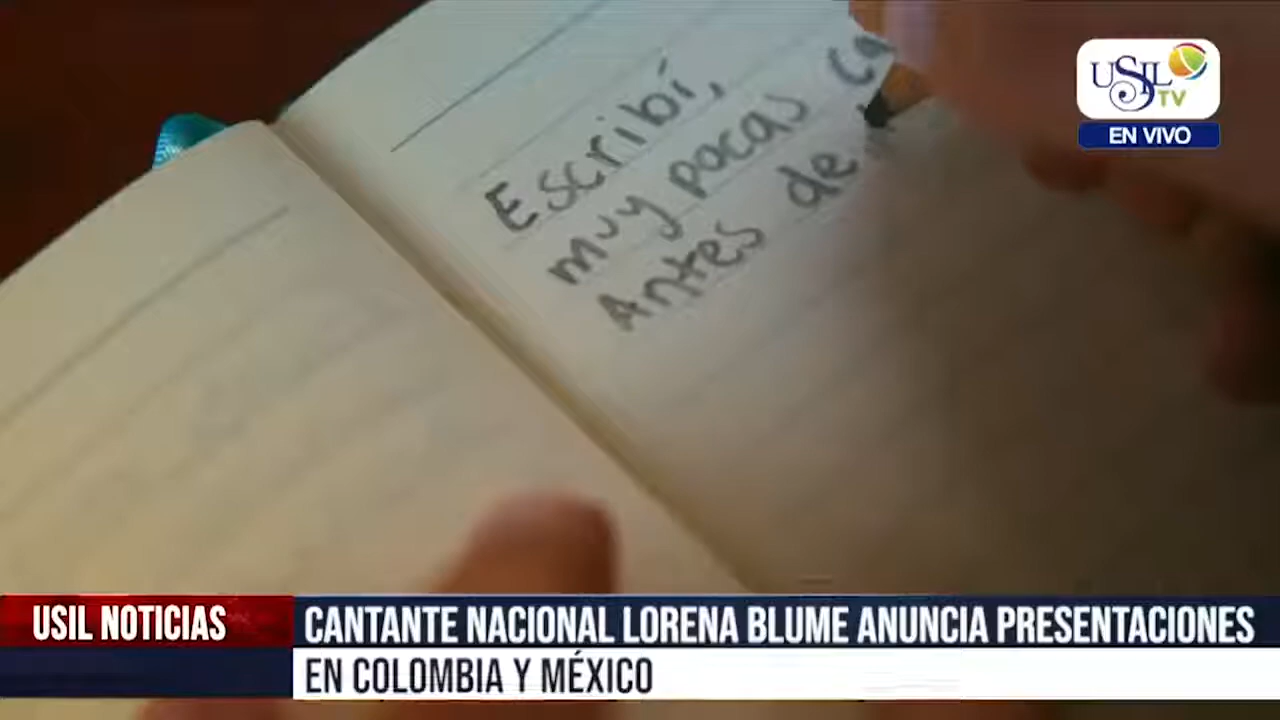 Escribí,
muy pocas ca
Antes de
USIL
TV
EN VIVO
USIL NOTICIAS
CANTANTE NACIONAL LORENA BLUME ANUNCIA PRESENTACIONES
EN COLOMBIA Y MÉXICO